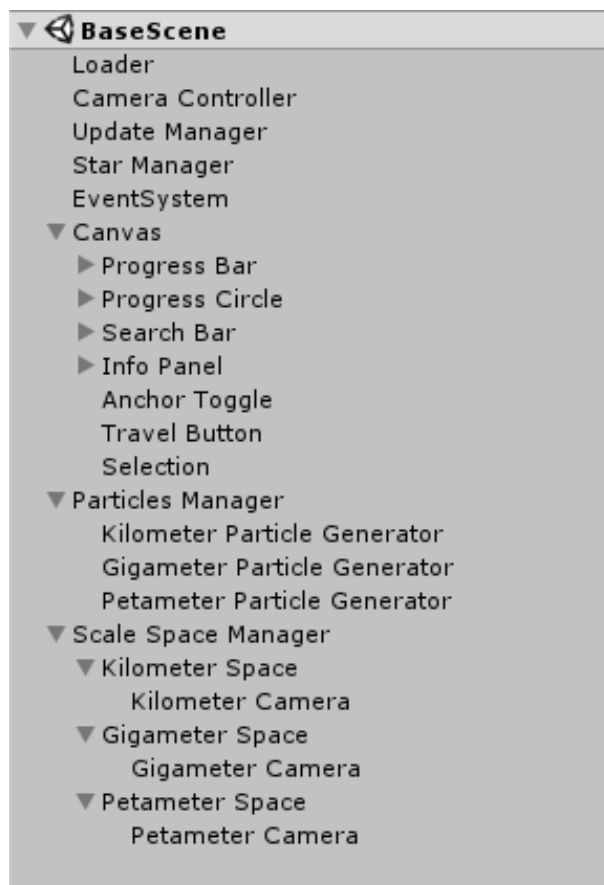 BaseScene
Loader
Camera Controller
Update Manager
Star Manager
EventSystem
Canvas
Progress Bar
Progress Circle
Search Bar
Info Panel
Anchor Toggle
Travel Button
Selection
Particles Manager
Kilometer Particle Generator
Gigameter Particle Generator
Petameter Particle Generator
Scale Space Manager
Kilometer Space
Kilometer Camera
Gigameter Space
Gigameter Camera
Petameter Space
Petameter Camera